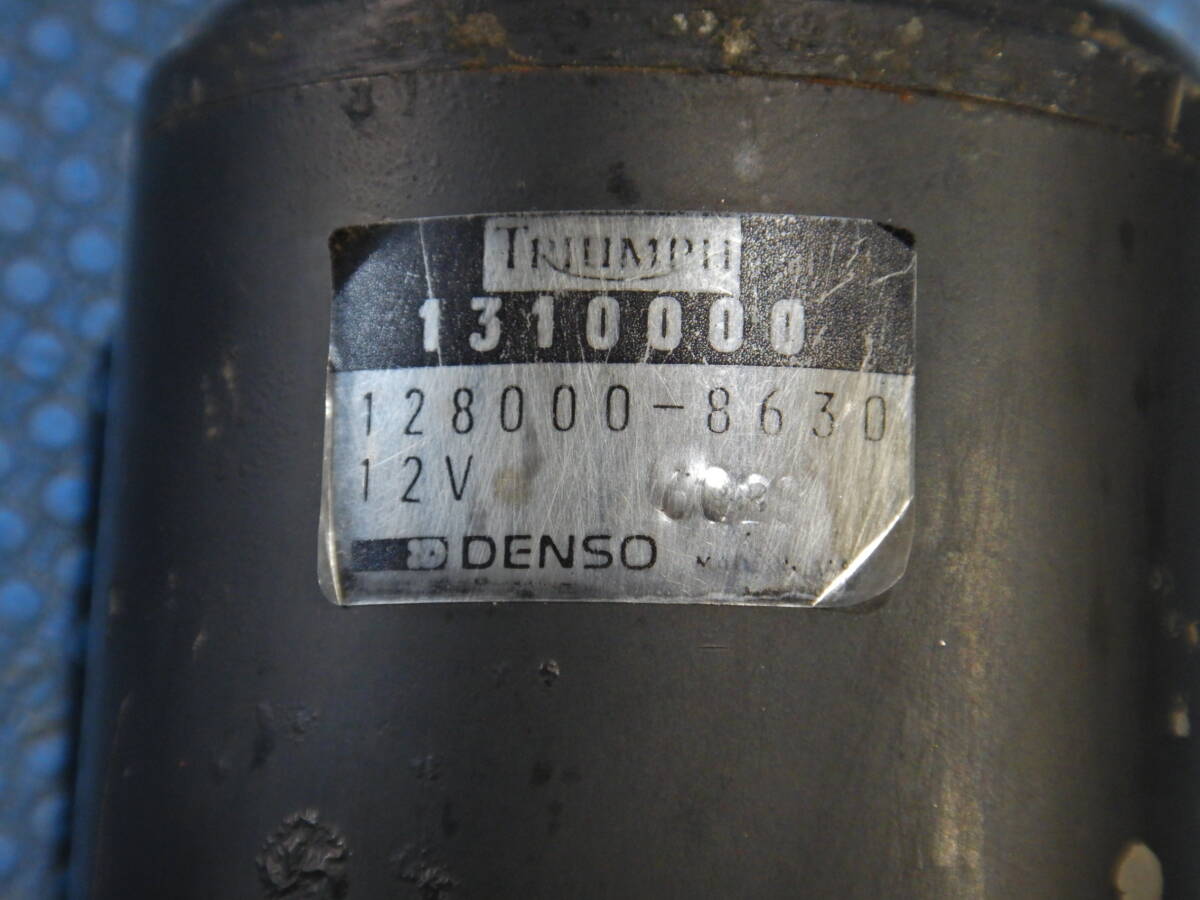 TRIUMPH
1310000
128000-8630
12V
DENSO